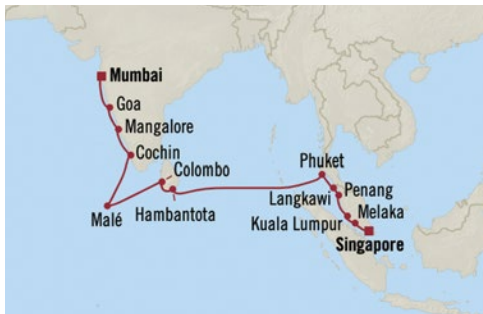 Mumbai
Goa
Mangalore
Cochin
Colombo
Malé
Hambantota
Phuket
Langkawi
Penang
Kuala Lumpur
Melaka
Singapore